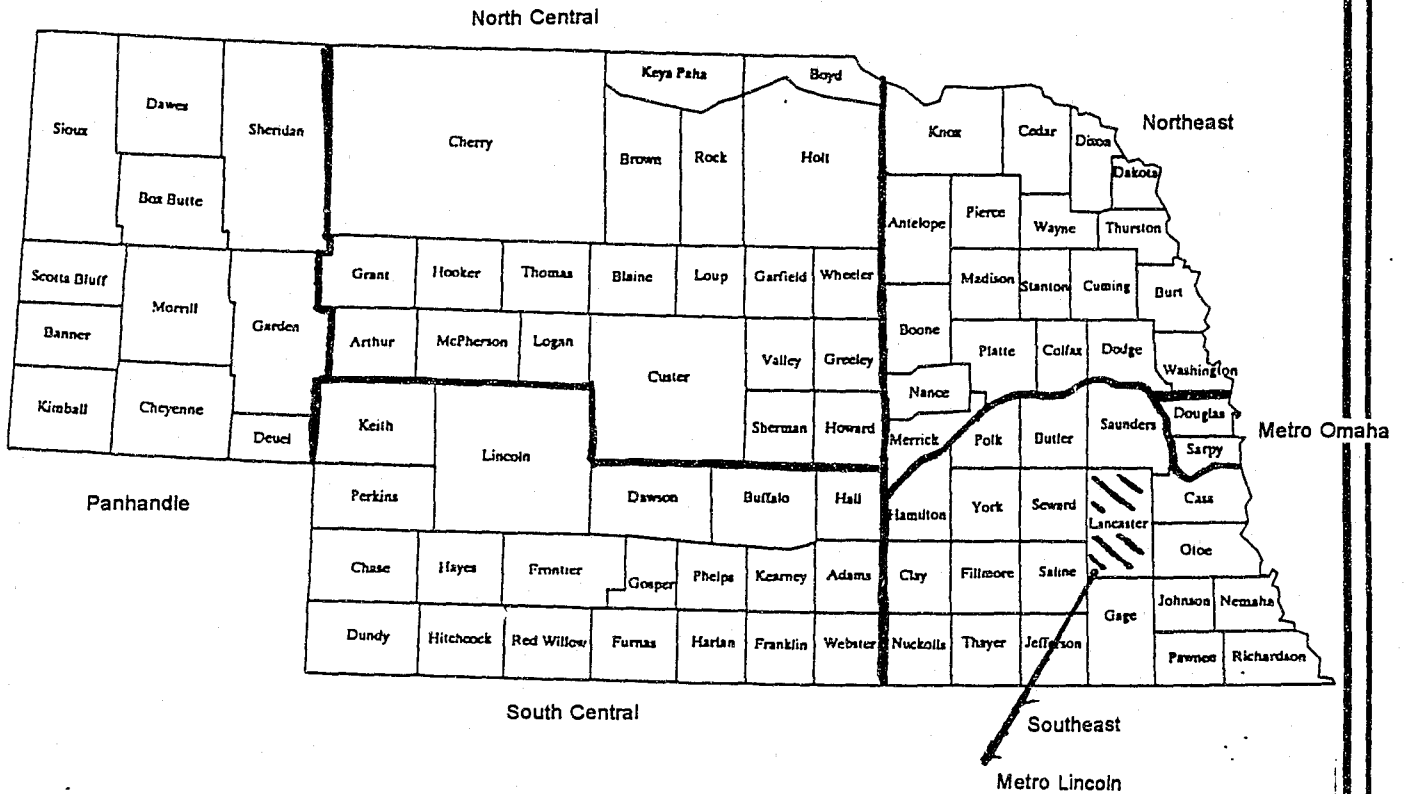 North Central
Keya Paha
Boyd
Dawes
Sioux
Sheridan
Cherry
Knox
Cedar
Northeast
Dixon
Brown
Rock
Holt
Dakota
Box Butte
Antelope
Pierce
Wayne
Thurston
Scotts Bluff
Grant
Hooker
Thomas
Blaine
Loup
Garfield
Wheeler
Madison
Stanton
Cuming
Burt
Morrill
Banner
Garden
Boone
Arthur
McPherson
Logan
Custer
Valley
Greeley
Platte
Colfax
Dodge
Washington
Nance
Kimball
Cheyenne
Keith
Douglas
Deuel
Lincoln
Sherman
Howard
Merrick
Polk
Butler
Saunders
Metro Omaha
Sarpy
Panhandle
Perkins
Dawson
Buffalo
Hall
Hamilton
York
Seward
Lancaster
Cass
Otoe
Chase
Hayes
Frontier
Gosper
Phelps
Kearney
Adams
Clay
Fillmore
Saline
Gage
Johnson
Nemaha
Dundy
Hitchcock
Red Willow
Furnas
Harlan
Franklin
Webster
Nuckolls
Thayer
Jefferson
Pawnee
Richardson
South Central
Southeast
Metro Lincoln